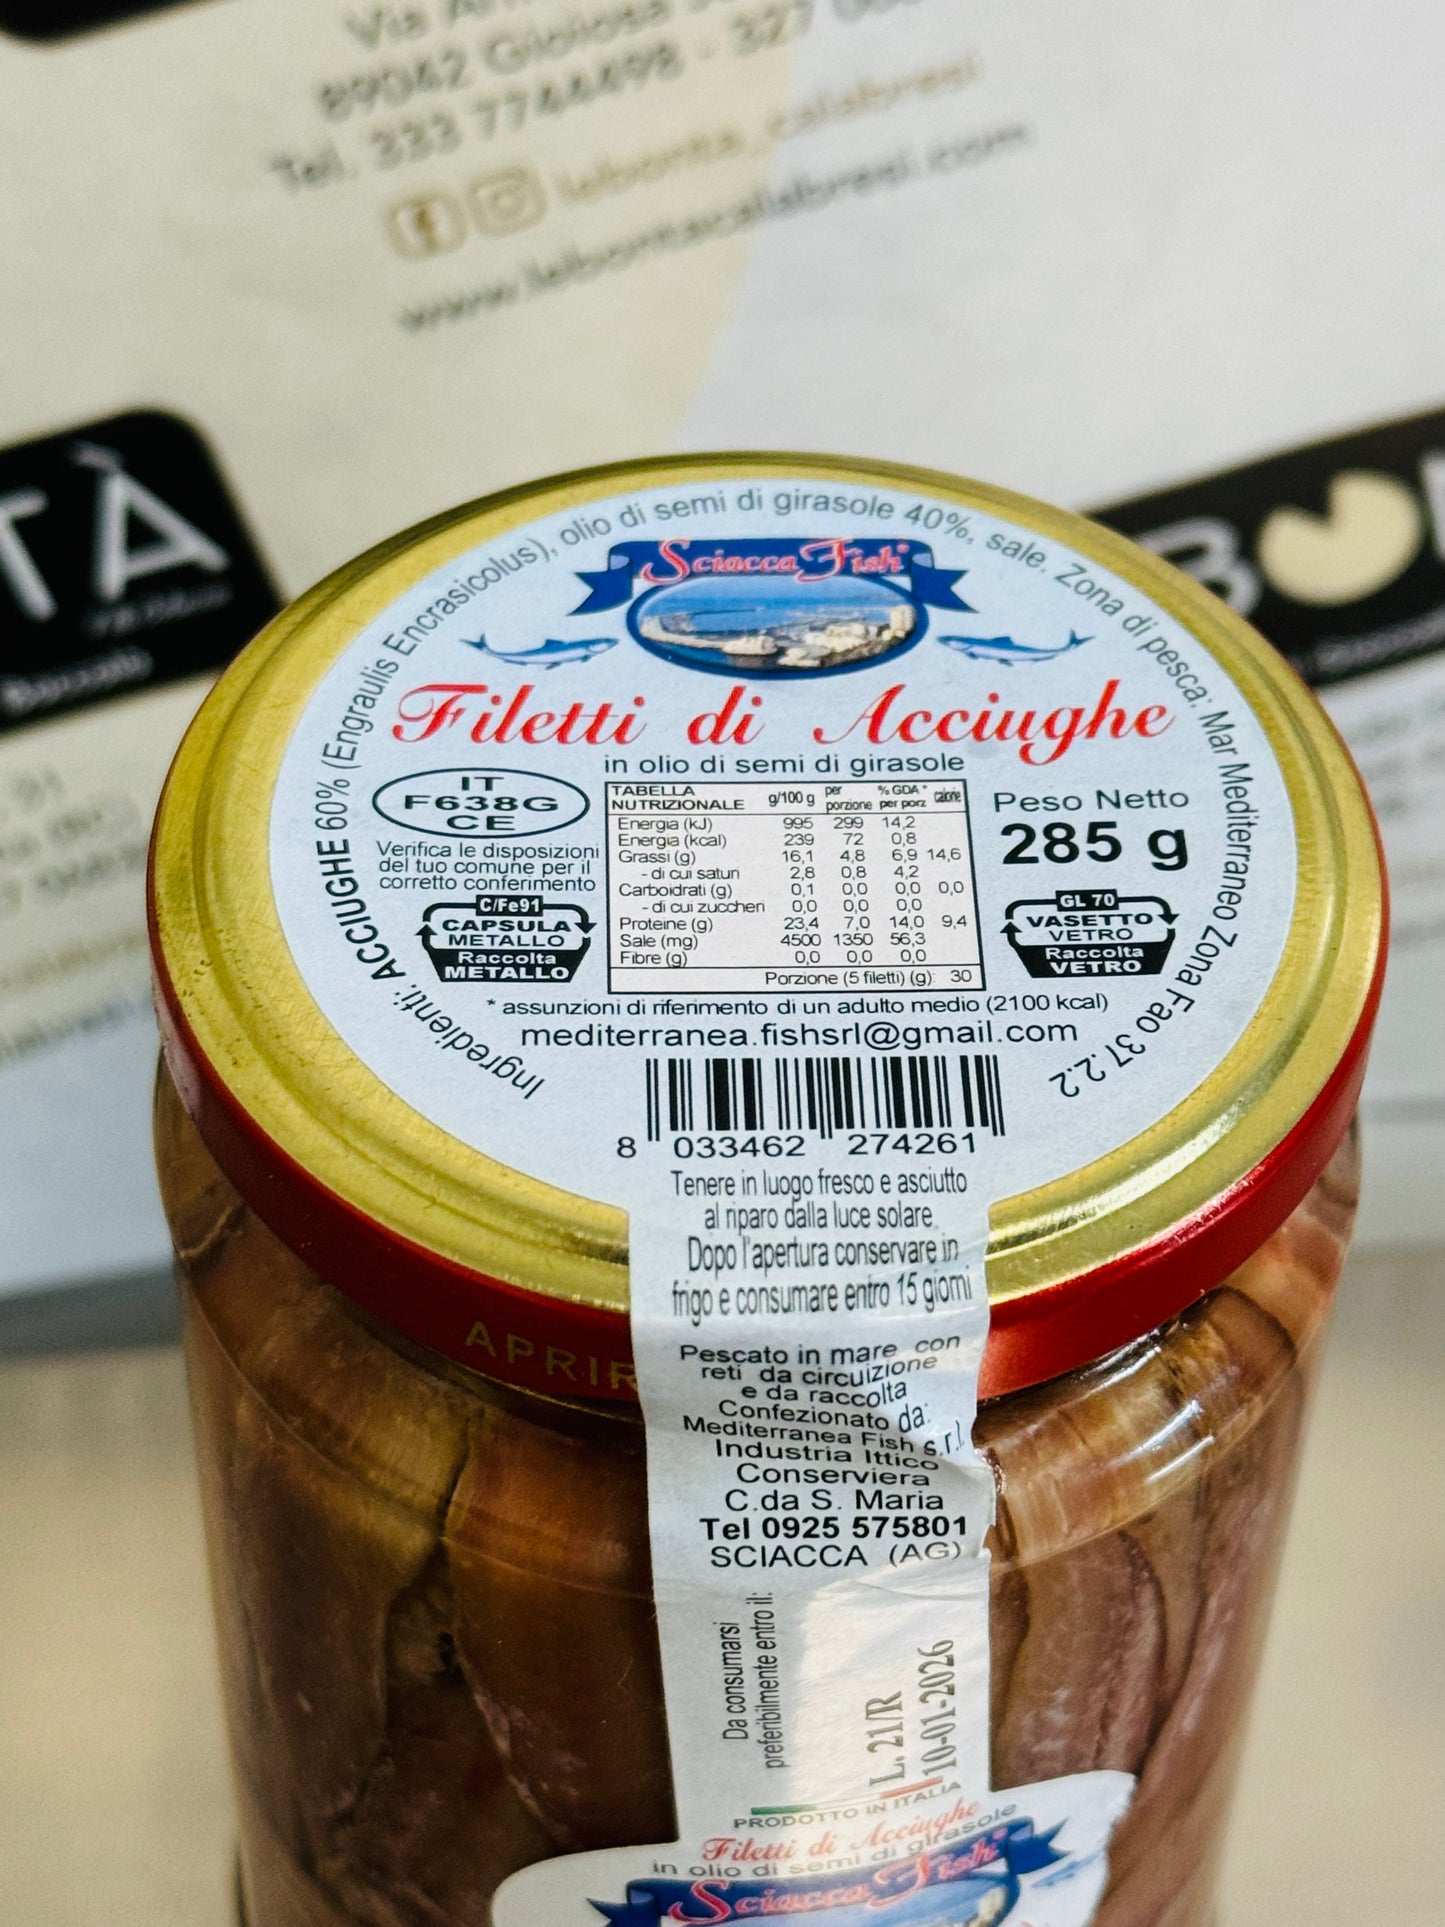 Tel. 333 7744498 - 327
lebonta_calabresi
www.lebontacalabresi.com
TÀ
Ingredienti: ACCIUGHE 60% (Engraulis Encrasicolus), olio di semi di girasole 40%, sale. Zona di pesca: Mar Mediterraneo Zona Fao 37.2.2
Sciacca Fish
Filetti di Acciughe
in olio di semi di girasole
IT
F638G
CE
Verifica le disposizioni
del tuo comune per il
corretto conferimento
C/Fe91
CAPSULA
METALLO
Raccolta
METALLO
TABELLA NUTRIZIONALE g/100 g per porzione % GDA * per porz calorie
Energia (kJ) 995 299 14,2
Energia (kcal) 239 72 0,8
Grassi (g) 16,1 4,8 6,9 14,6
- di cui saturi 2,8 0,8 4,2
Carboidrati (g) 0,1 0,0 0,0 0,0
- di cui zuccheri 0,0 0,0 0,0
Proteine (g) 23,4 7,0 14,0 9,4
Sale (mg) 4500 1350 56,3
Fibre (g) 0,0 0,0 0,0
Porzione (5 filetti) (g): 30
Peso Netto
285 g
GL 70
VASETTO
VETRO
Raccolta
VETRO
* assunzioni di riferimento di un adulto medio (2100 kcal)
mediterranea.fishsrl@gmail.com
8 033462 274261
Tenere in luogo fresco e asciutto
al riparo dalla luce solare.
Dopo l'apertura conservare in
frigo e consumare entro 15 giorni
APRIR
Pescato in mare con
reti da circuizione
e da raccolta
Confezionato da:
Mediterranea Fish s.r.l.
Industria Ittico
Conserviera
C.da S. Maria
Tel 0925 575801
SCIACCA (AG)
Da consumarsi
preferibilmente entro il:
L. 21/R
10-01-2026
PRODOTTO IN ITALIA
Filetti di Acciughe
in olio di semi di girasole
Sciacca Fish